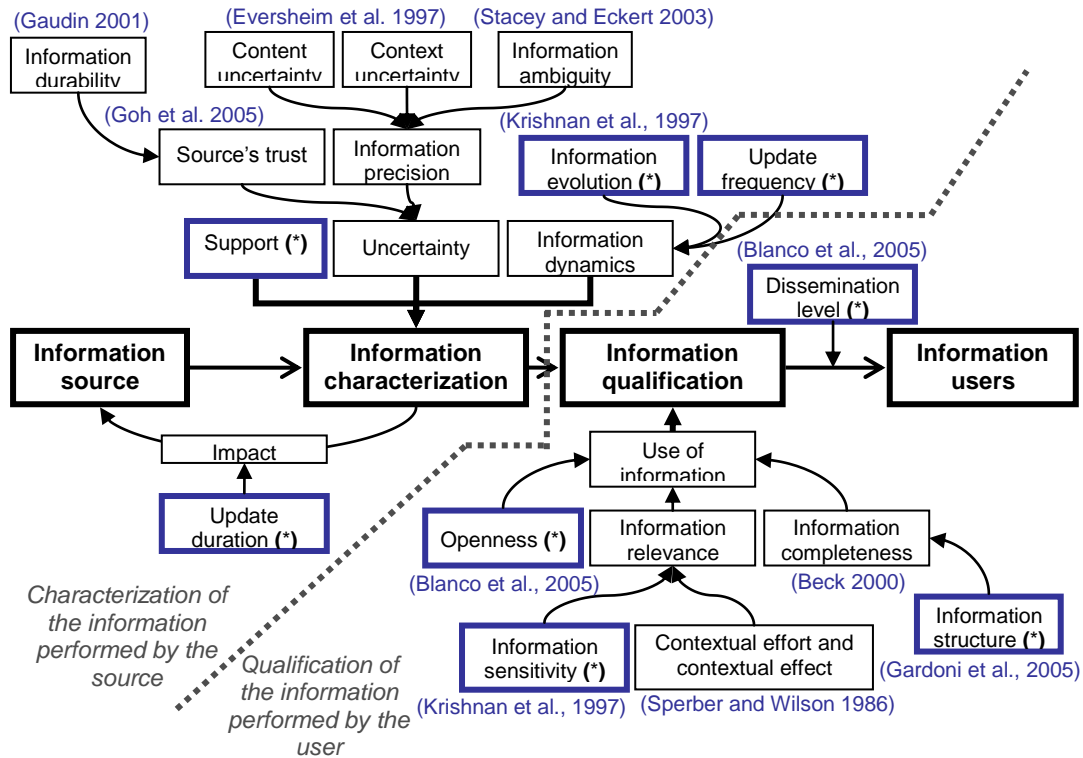 (Gaudin 2001)
(Eversheim et al. 1997)
(Stacey and Eckert 2003)
Information
durability
Content
uncertainty
Context
uncertainty
Information
ambiguity
(Goh et al. 2005)
(Krishnan et al., 1997)
Source's trust
Information
precision
Information
evolution (*)
Update
frequency (*)
Support (*)
Uncertainty
Information
dynamics
(Blanco et al., 2005)
Dissemination
level (*)
Information
source
Information
characterization
Information
qualification
Information
users
Impact
Use of
information
Update
duration (*)
Openness (*)
Information
relevance
Information
completeness
(Blanco et al., 2005)
(Beck 2000)
Characterization of
the information
performed by the
source
Information
structure (*)
Information
sensitivity (*)
Contextual effort and
contextual effect
(Gardoni et al., 2005)
Qualification of
the information
performed by the
user
(Krishnan et al., 1997)
(Sperber and Wilson 1986)